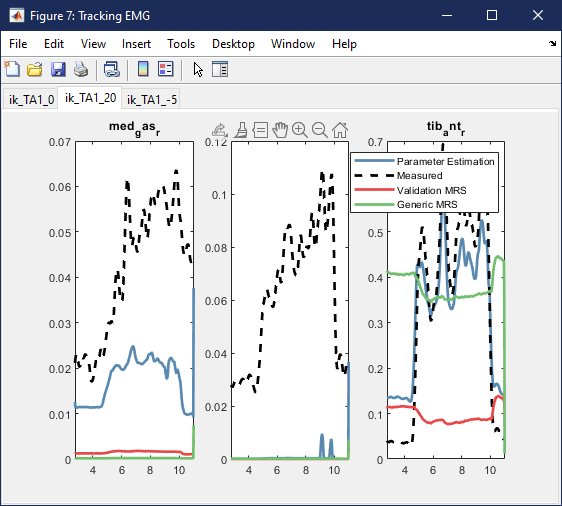 Figure 7: Tracking EMG
File Edit View Insert Tools Desktop Window Help
ik_TA1_0 ik_TA1_20 ik_TA1_-5
med_gas_r
0.07
0.06
0.05
0.04
0.03
0.02
0.01
0
4 6 8 10
0.12
0.1
0.08
0.06
0.04
0.02
0
4 6 8 10
tib_ant_r
0.7
0.5
0.4
0.3
0.2
0.1
0
4 6 8 10
Parameter Estimation
Measured
Validation MRS
Generic MRS